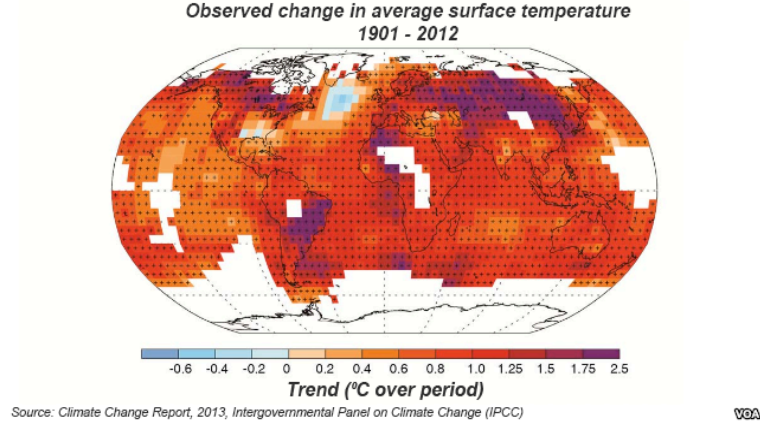 Observed change in average surface temperature
1901 - 2012
-0.6 -0.4 -0.2 0 0.2 0.4 0.6 0.8 1.0 1.25 1.5 1.75 2.5
Trend (ºC over period)
Source: Climate Change Report, 2013, Intergovernmental Panel on Climate Change (IPCC)
VOA